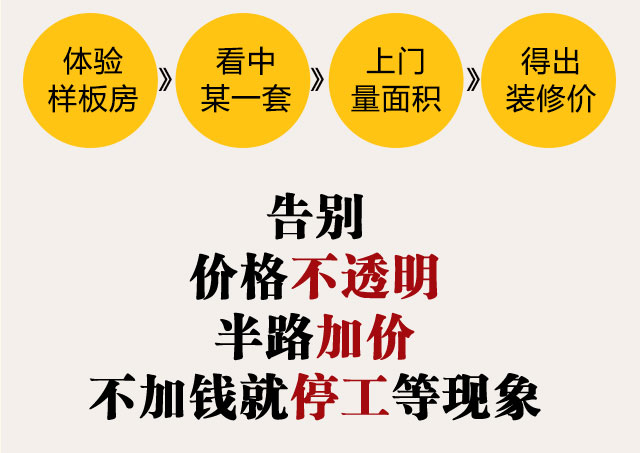 体验
样板房
》
看中
某一套
》
上门
量面积
》
得出
装修价
告别
价格不透明
半路加价
不加钱就停工等现象